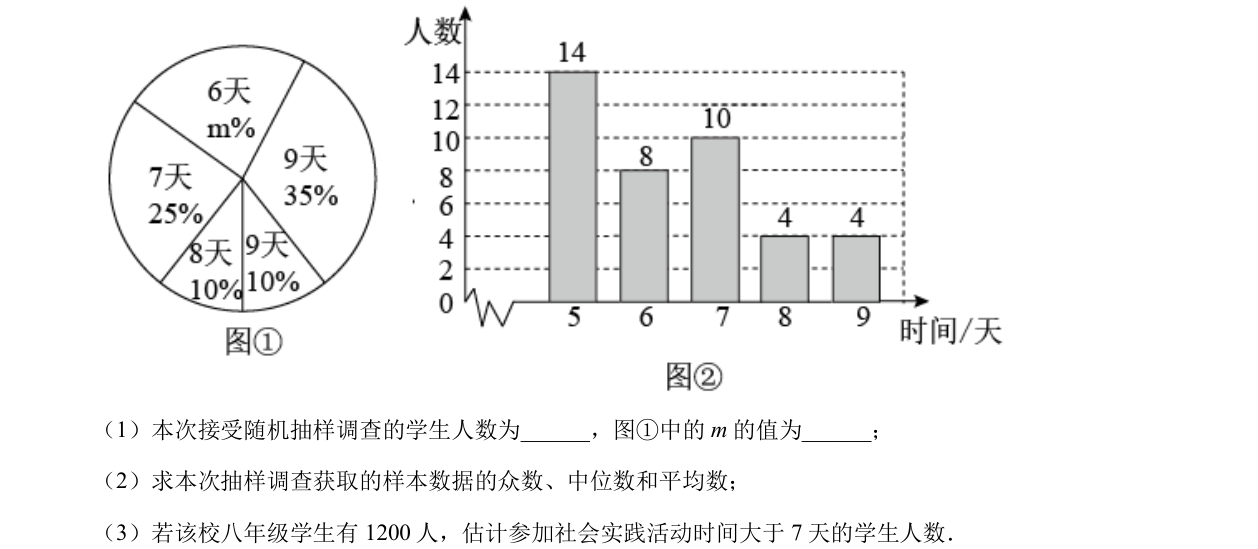 6天
m%
9天
35%
7天
25%
8天
10%
9天
10%
图①
人数
14
12
10
8
6
4
2
0
14
8
10
4
4
5 6 7 8 9
时间/天
图②
（1）本次接受随机抽样调查的学生人数为______，图①中的 m 的值为______；
（2）求本次抽样调查获取的样本数据的众数、中位数和平均数；
（3）若该校八年级学生有 1200 人，估计参加社会实践活动时间大于 7 天的学生人数．